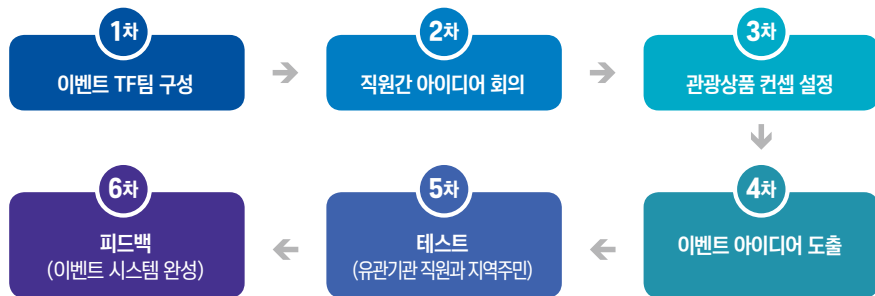 1차
이벤트 TF팀 구성
2차
직원간 아이디어 회의
3차
관광상품 컨셉 설정
4차
이벤트 아이디어 도출
5차
테스트
(유관기관 직원과 지역주민)
6차
피드백
(이벤트 시스템 완성)